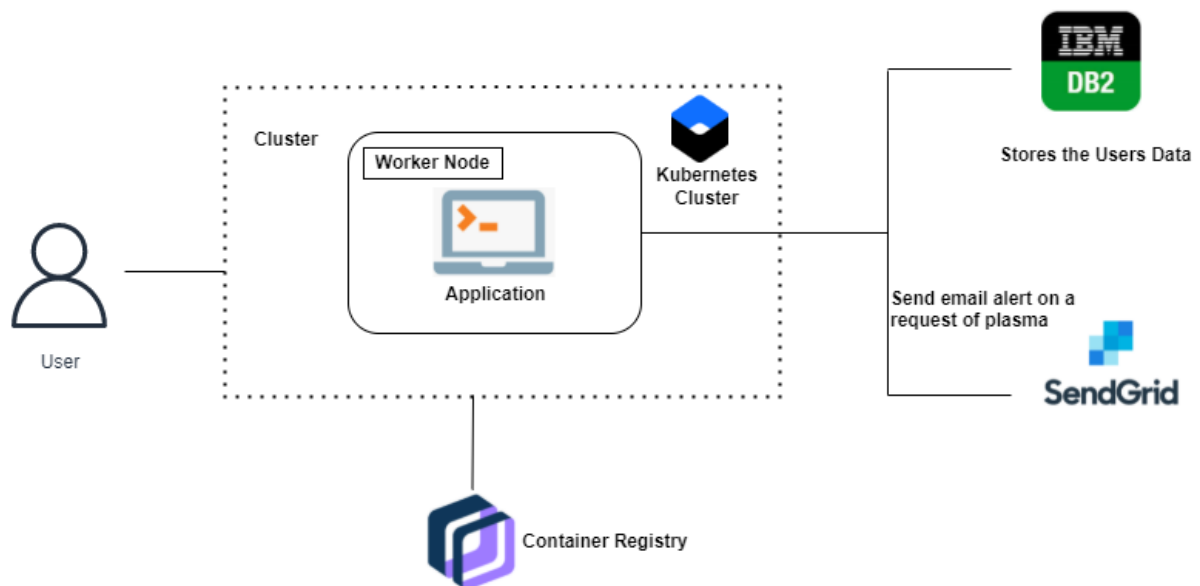 IBM
DB2
Stores the Users Data
Cluster
Worker Node
Kubernetes
Cluster
Application
User
Send email alert on a
request of plasma
SendGrid
Container Registry